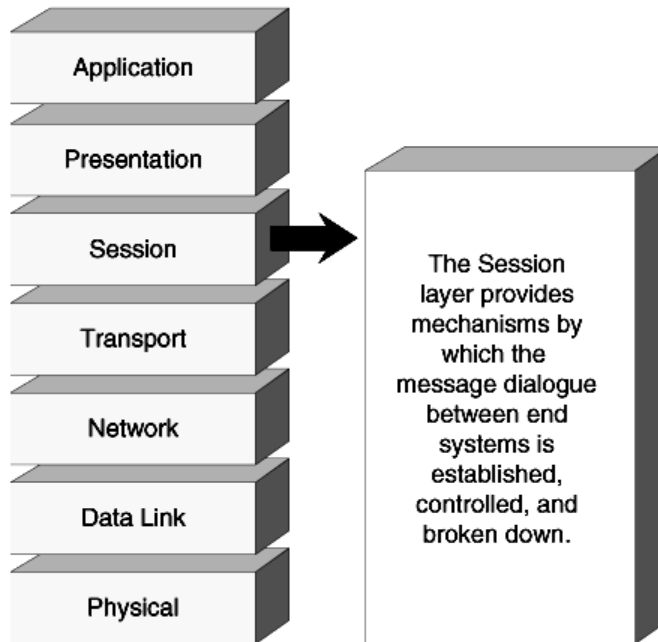 Application
Presentation
Session
Transport
Network
Data Link
Physical
The Session
layer provides
mechanisms by
which the
message dialogue
between end
systems is
established,
controlled, and
broken down.